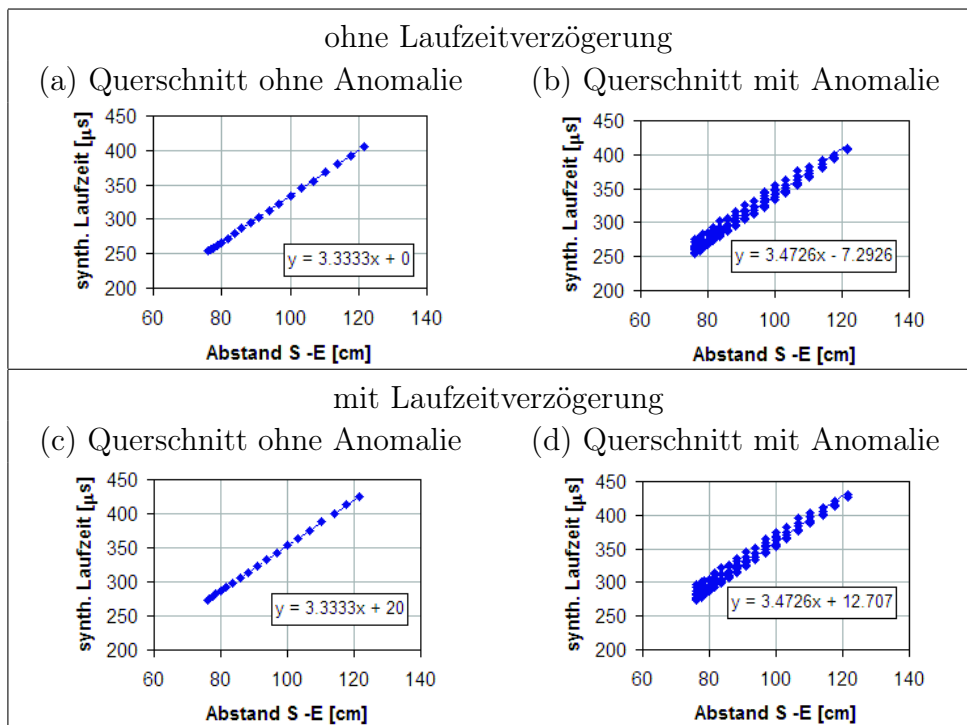 ohne Laufzeitverzögerung
(a) Querschnitt ohne Anomalie
(b) Querschnitt mit Anomalie
synth. Laufzeit [µs]
450
400
350
300
250
200
y = 3.3333x + 0
60 80 100 120 140
Abstand S -E [cm]
synth. Laufzeit [µs]
450
400
350
300
250
200
y = 3.4726x - 7.2926
60 80 100 120 140
Abstand S -E [cm]
mit Laufzeitverzögerung
(c) Querschnitt ohne Anomalie
(d) Querschnitt mit Anomalie
synth. Laufzeit [µs]
450
400
350
300
250
200
y = 3.3333x + 20
60 80 100 120 140
Abstand S -E [cm]
synth. Laufzeit [µs]
450
400
350
300
250
200
y = 3.4726x + 12.707
60 80 100 120 140
Abstand S -E [cm]